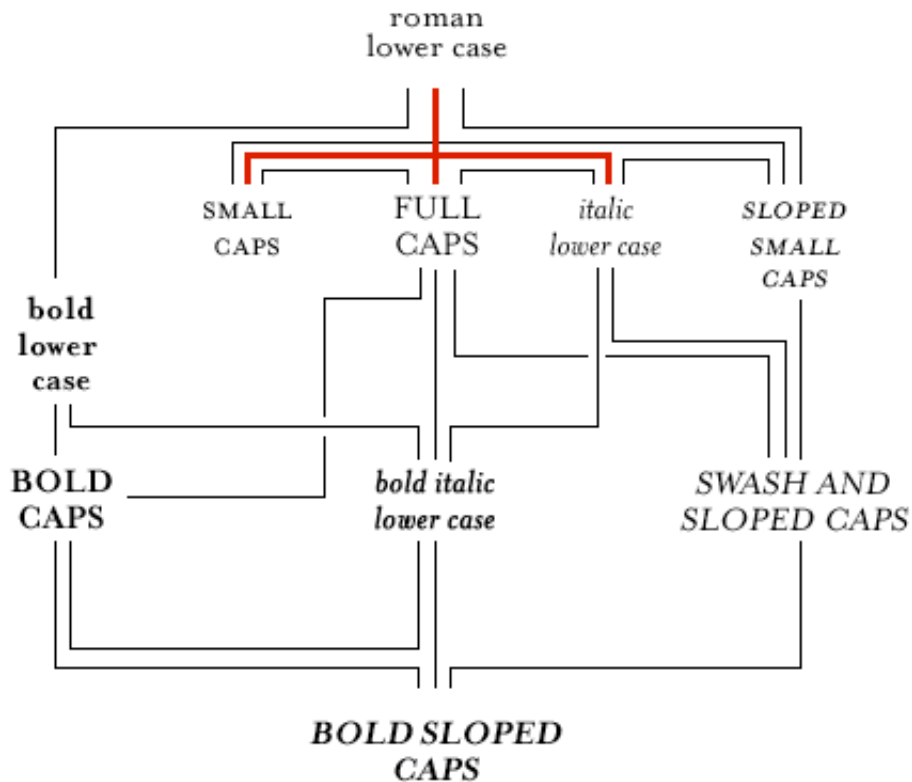 roman
lower case
SMALL
CAPS
FULL
CAPS
italic
lower case
SLOPED
SMALL
CAPS
bold
lower
case
BOLD
CAPS
bold italic
lower case
SWASH AND
SLOPED CAPS
BOLD SLOPED
CAPS